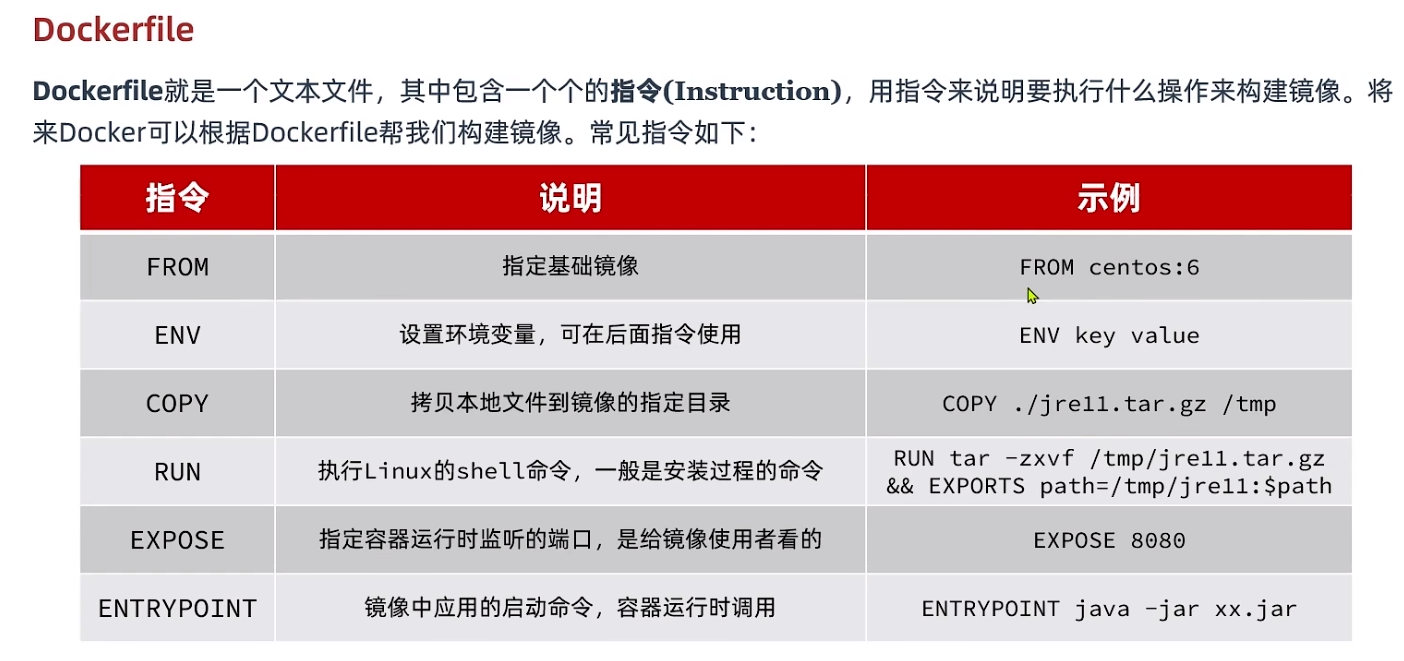 Dockerfile
Dockerfile就是一个文本文件，其中包含一个个的指令(Instruction)，用指令来说明要执行什么操作来构建镜像。将
来Docker可以根据Dockerfile帮我们构建镜像。常见指令如下：
指令 说明 示例
FROM 指定基础镜像 FROM centos:6
ENV 设置环境变量，可在后面指令使用 ENV key value
COPY 拷贝本地文件到镜像的指定目录 COPY ./jre11.tar.gz /tmp
RUN 执行Linux的shell命令，一般是安装过程的命令 RUN tar -zxvf /tmp/jre11.tar.gz
&& EXPORTS path=/tmp/jre11:$path
EXPOSE 指定容器运行时监听的端口，是给镜像使用者看的 EXPOSE 8080
ENTRYPOINT 镜像中应用的启动命令，容器运行时调用 ENTRYPOINT java -jar xx.jar